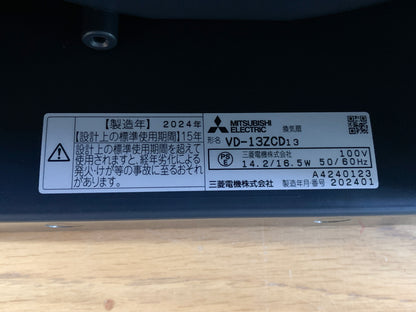 【製造年】 2024年
【設計上の標準使用期間】15年
設計上の標準使用期間を超えて
使用されますと、経年劣化による
発火・けが等の事故に至るおそれ
があります。
MITSUBISHI ELECTRIC 換気扇
形名 VD-13ZCD13
PSE 三菱電機株式会社 100V
14.2/16.5W 50/60Hz
A4240123
三菱電機株式会社 製造年月・番号 202401